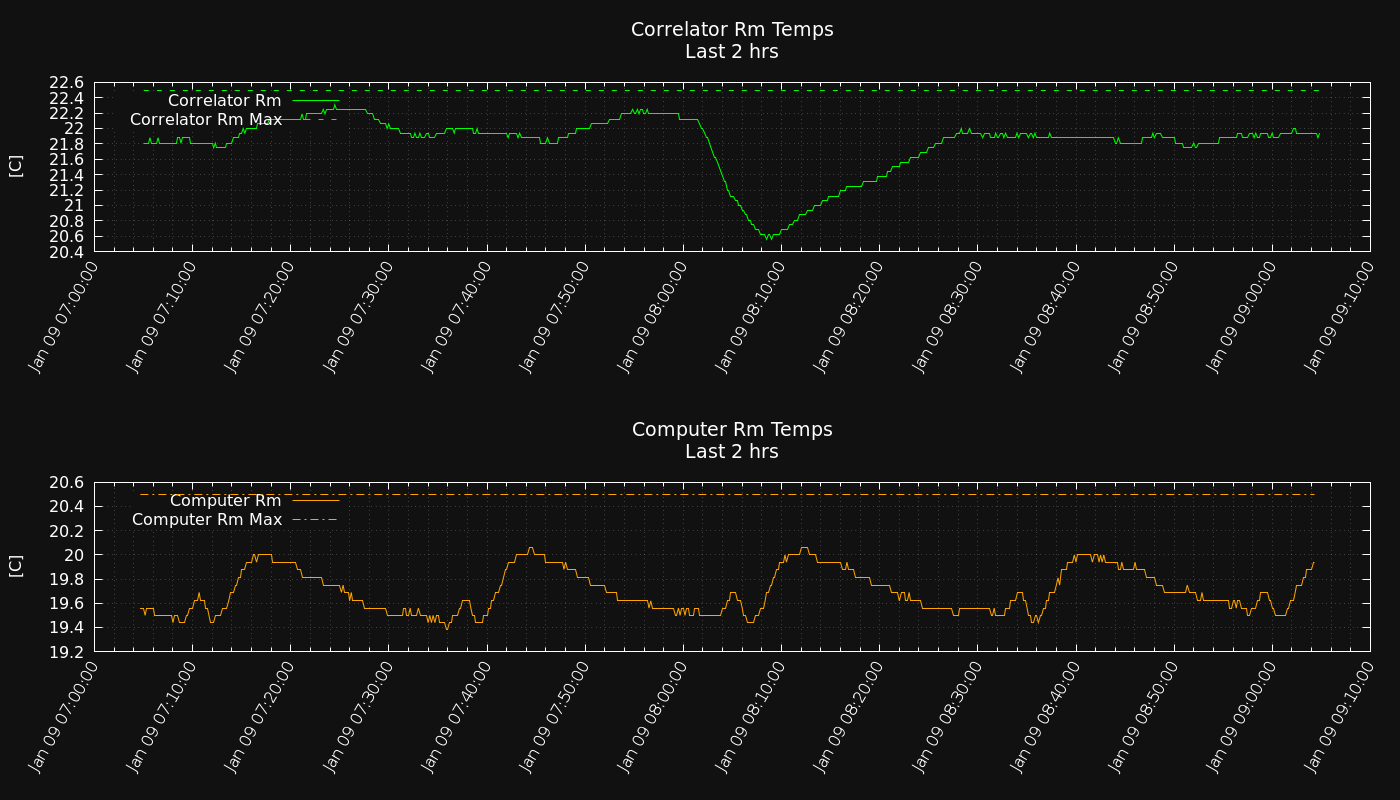 Correlator Rm Temps
Last 2 hrs
22.6
22.4
22.2
22
21.8
21.6
21.4
21.2
21
20.8
20.6
20.4
[C]
Correlator Rm
Correlator Rm Max
Jan 09 07:00:00
Jan 09 07:10:00
Jan 09 07:20:00
Jan 09 07:30:00
Jan 09 07:40:00
Jan 09 07:50:00
Jan 09 08:00:00
Jan 09 08:10:00
Jan 09 08:20:00
Jan 09 08:30:00
Jan 09 08:40:00
Jan 09 08:50:00
Jan 09 09:00:00
Jan 09 09:10:00
Computer Rm Temps
Last 2 hrs
20.6
20.4
20.2
20
19.8
19.6
19.4
19.2
[C]
Computer Rm
Computer Rm Max
Jan 09 07:00:00
Jan 09 07:10:00
Jan 09 07:20:00
Jan 09 07:30:00
Jan 09 07:40:00
Jan 09 07:50:00
Jan 09 08:00:00
Jan 09 08:10:00
Jan 09 08:20:00
Jan 09 08:30:00
Jan 09 08:40:00
Jan 09 08:50:00
Jan 09 09:00:00
Jan 09 09:10:00